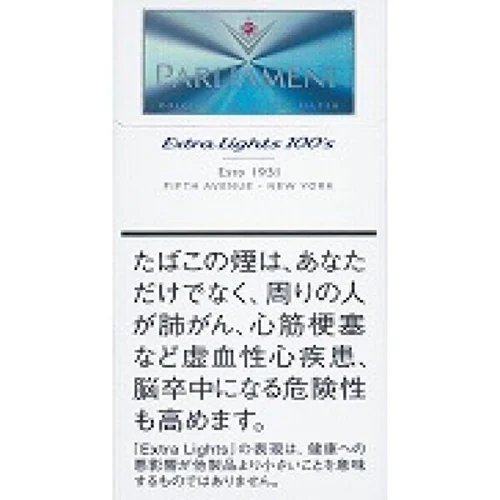 PARLIAMENT
FILTER
Extra Lights 100's
Estd 1931
FIFTH AVENUE - NEW YORK
たばこの煙は、あなた
だけでなく、周りの人
が肺がん、心筋梗塞
など虚血性心疾患、
脳卒中になる危険性
も高めます。
「Extra Lights」の表現は、健康への
悪影響が他製品より小さいことを意味
するものではありません。